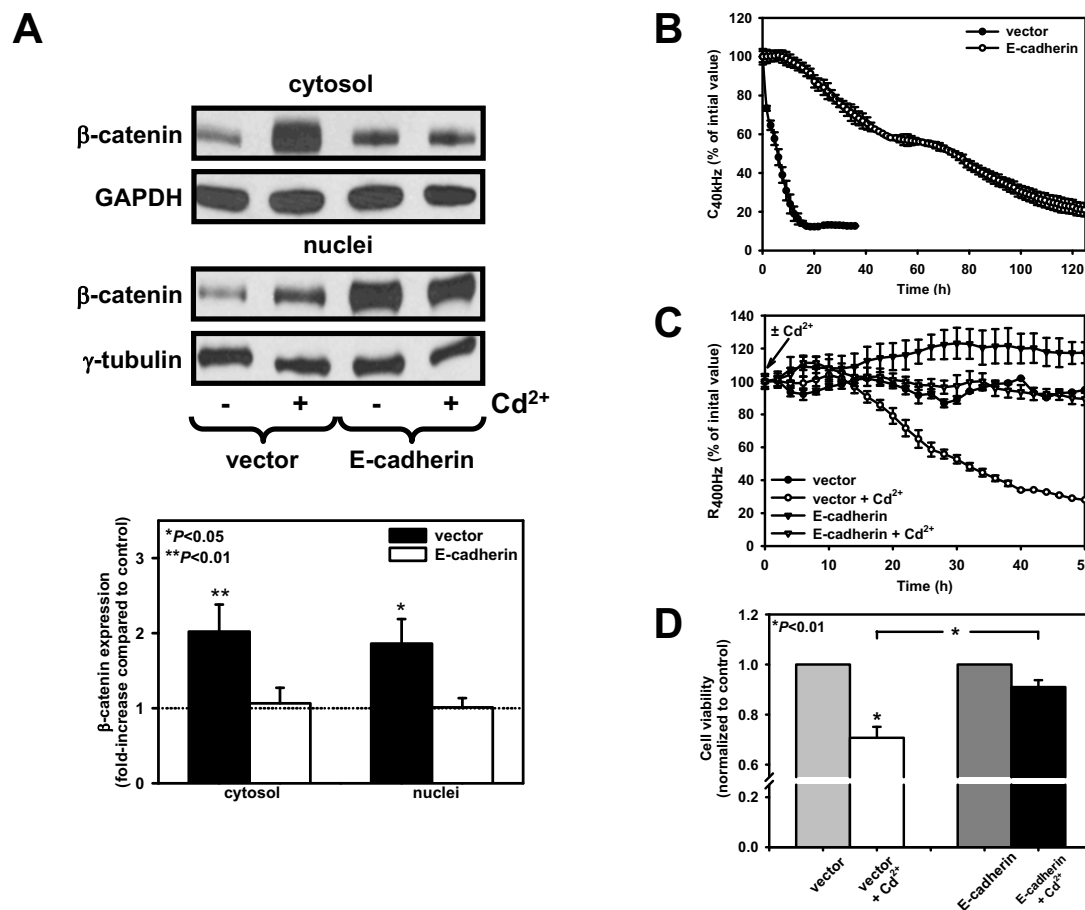 A
cytosol
β-catenin
GAPDH
nuclei
β-catenin
γ-tubulin
- + - + Cd²⁺
vector E-cadherin
*P<0.05
**P<0.01
vector
E-cadherin
β-catenin expression
(fold-increase compared to control)
3
2
1
0
**
*
cytosol nuclei
B
vector
E-cadherin
C40kHz (% of intial value)
120
100
80
60
40
20
0
0 20 40 60 80 100 120
Time (h)
C
± Cd²⁺
R400Hz (% of inital value)
140
120
100
80
60
40
20
0
vector
vector + Cd²⁺
E-cadherin
E-cadherin + Cd²⁺
0 10 20 30 40 50
Time (h)
D
*P<0.01
*
*
Cell viability
(normalized to control)
1.2
1.0
0.8
0.6
0.2
0.0
vector
vector
+ Cd²⁺
E-cadherin
E-cadherin
+ Cd²⁺